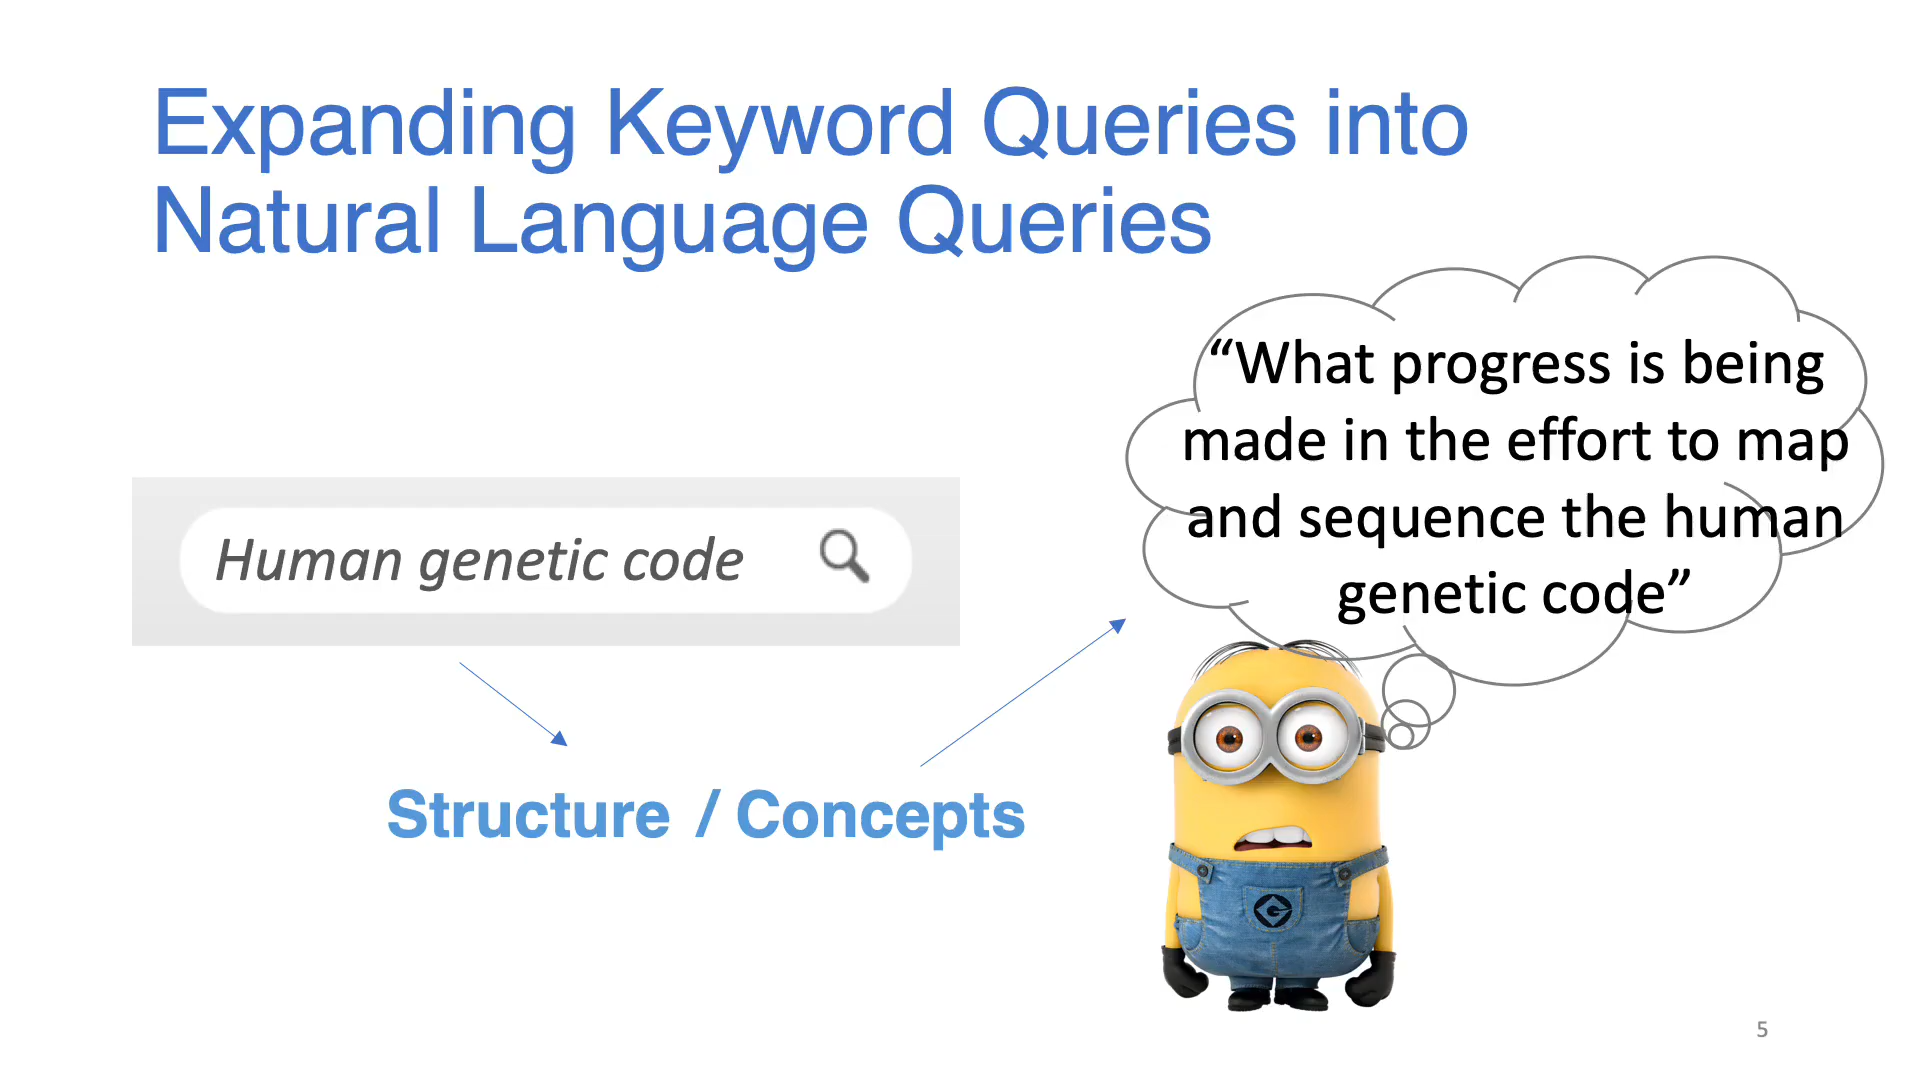 Expanding Keyword Queries into
Natural Language Queries
“What progress is being
made in the effort to map
and sequence the human
genetic code”
Human genetic code
Structure / Concepts
5